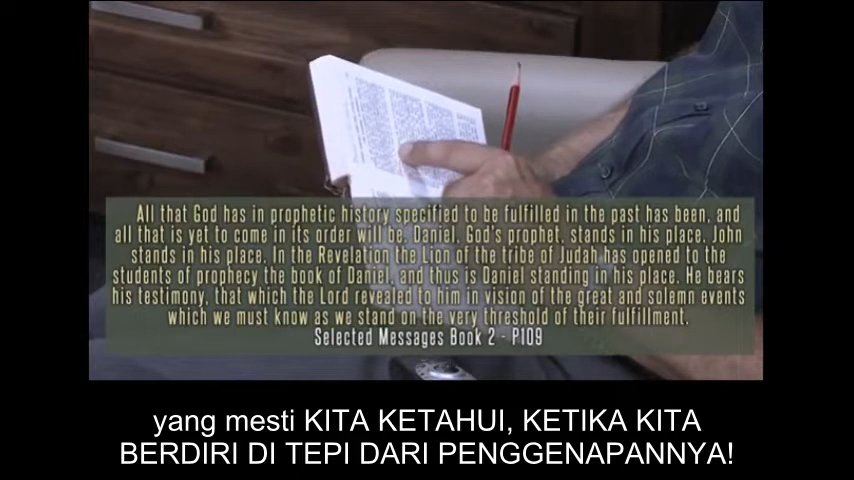 All that God has in prophetic history specified to be fulfilled in the past has been, and
all that is yet to come in its order will be. Daniel, God's prophet, stands in his place. John
stands in his place. In the Revelation the Lion of the tribe of Judah has opened to the
students of prophecy the book of Daniel, and thus is Daniel standing in his place. He bears
his testimony, that which the Lord revealed to him in vision of the great and solemn events
which we must know as we stand on the very threshold of their fulfillment.
Selected Messages Book 2 - P109
yang mesti KITA KETAHUI, KETIKA KITA
BERDIRI DI TEPI DARI PENGGENAPANNYA!